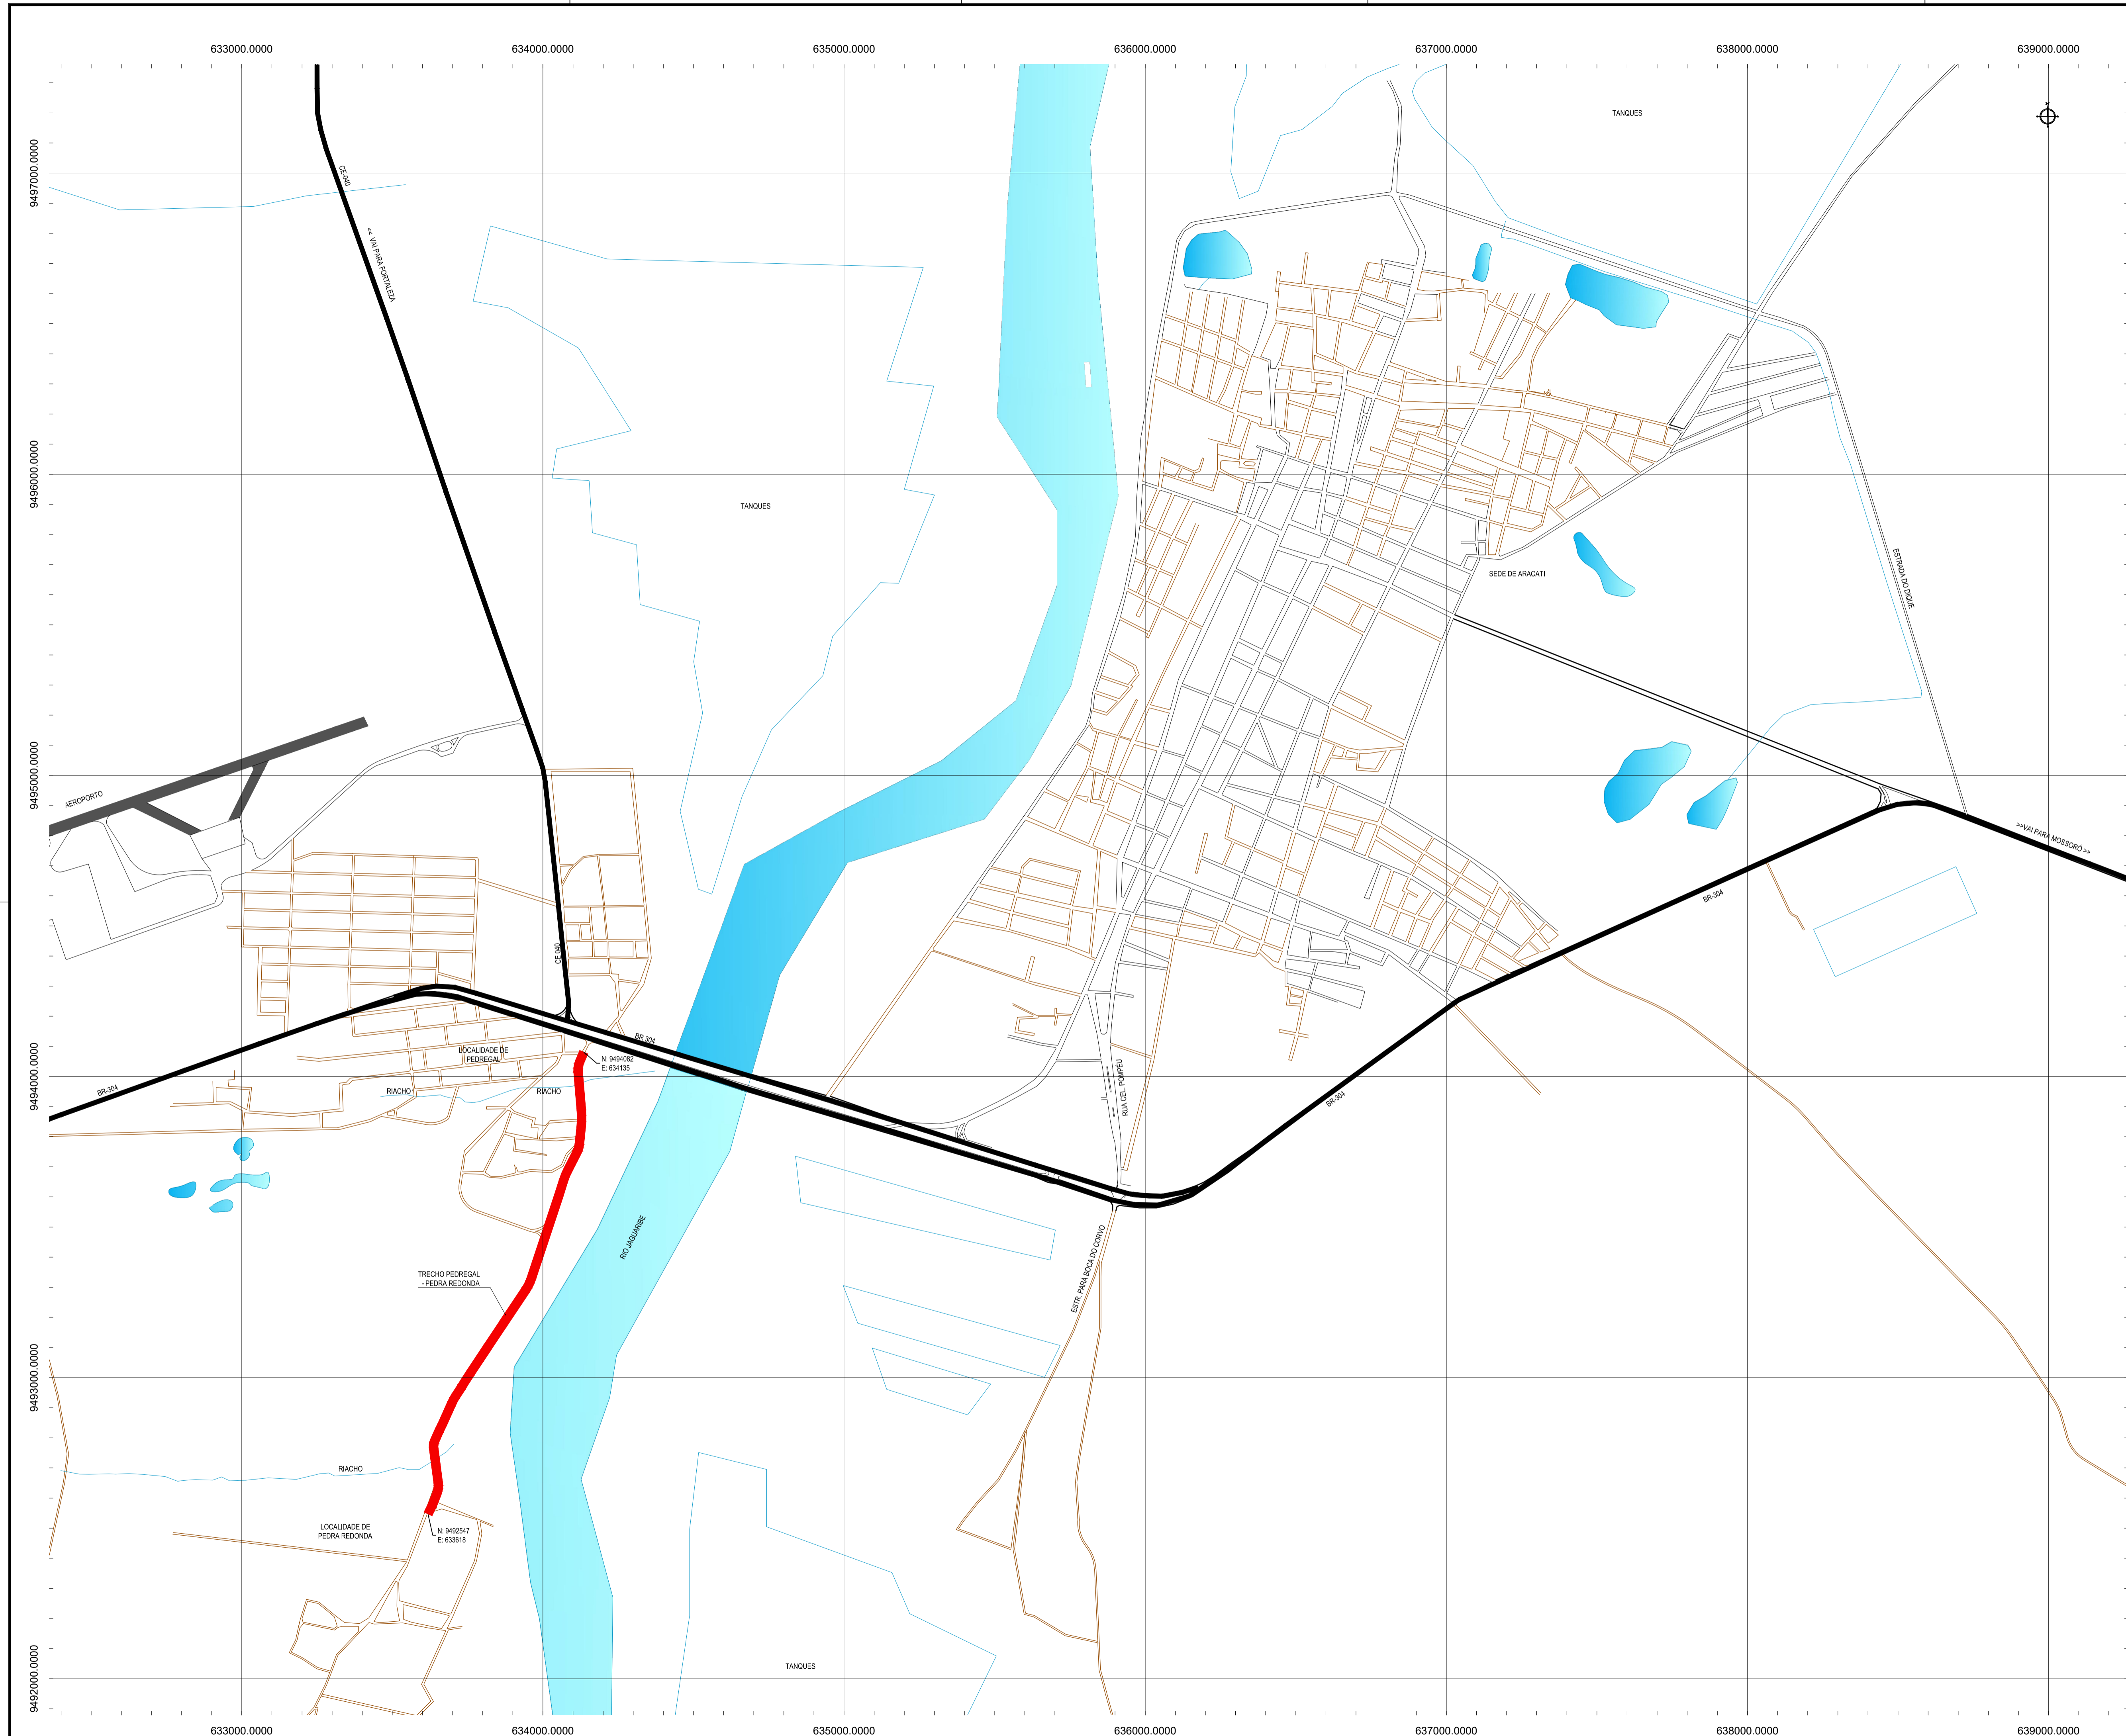 633000.0000
634000.0000
635000.0000
636000.0000
637000.0000
638000.0000
639000.0000
9497000.0000
9496000.0000
9495000.0000
9494000.0000
9493000.0000
9492000.0000
TANQUES
CE-040
<< VAI PARA FORTALEZA
TANQUES
SEDE DE ARACATI
ESTRADA DO DIQUE
AEROPORTO
>>VAI PARA MOSSORÓ >>
BR-304
CE 040
BR 304
LOCALIDADE DE
PEDREGAL
N: 9494082
E: 634135
BR-304
RIACHO
RIACHO
RUA CEL. POMPEU
BR-304
RIO JAGUARIBE
ESTR. PARA BOCA DO CORVO
TRECHO PEDREGAL
- PEDRA REDONDA
RIACHO
LOCALIDADE DE
PEDRA REDONDA
N: 9492547
E: 633618
TANQUES
633000.0000
634000.0000
635000.0000
636000.0000
637000.0000
638000.0000
639000.0000